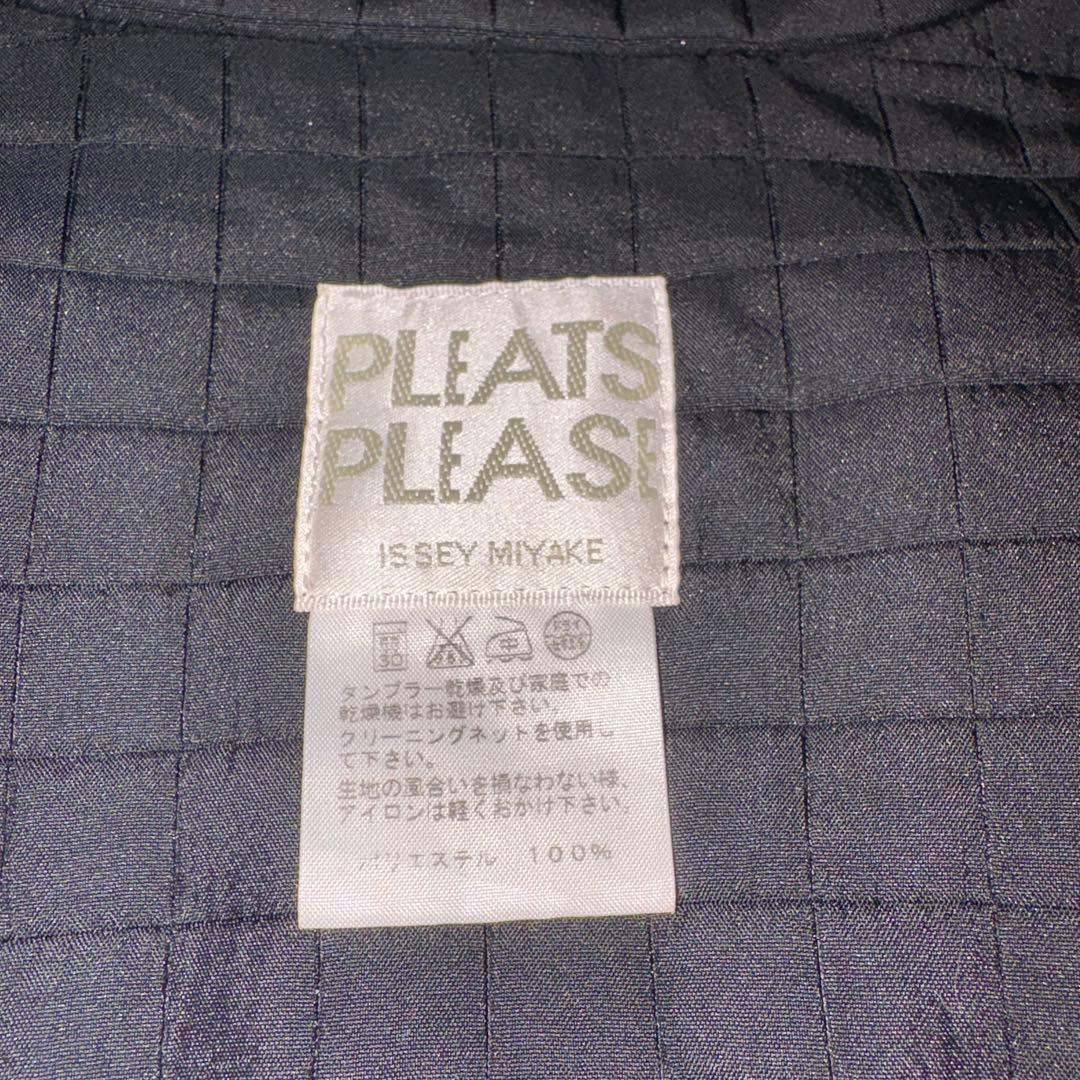 PLEATS
PLEASE
ISSEY MIYAKE
30
タンブラー乾燥及び家庭での
乾燥機はお避け下さい。
クリーニングネットを使用し
て下さい。
生地の風合いを損なわない様、
アイロンは軽くおかけ下さい。
ポリエステル 100%